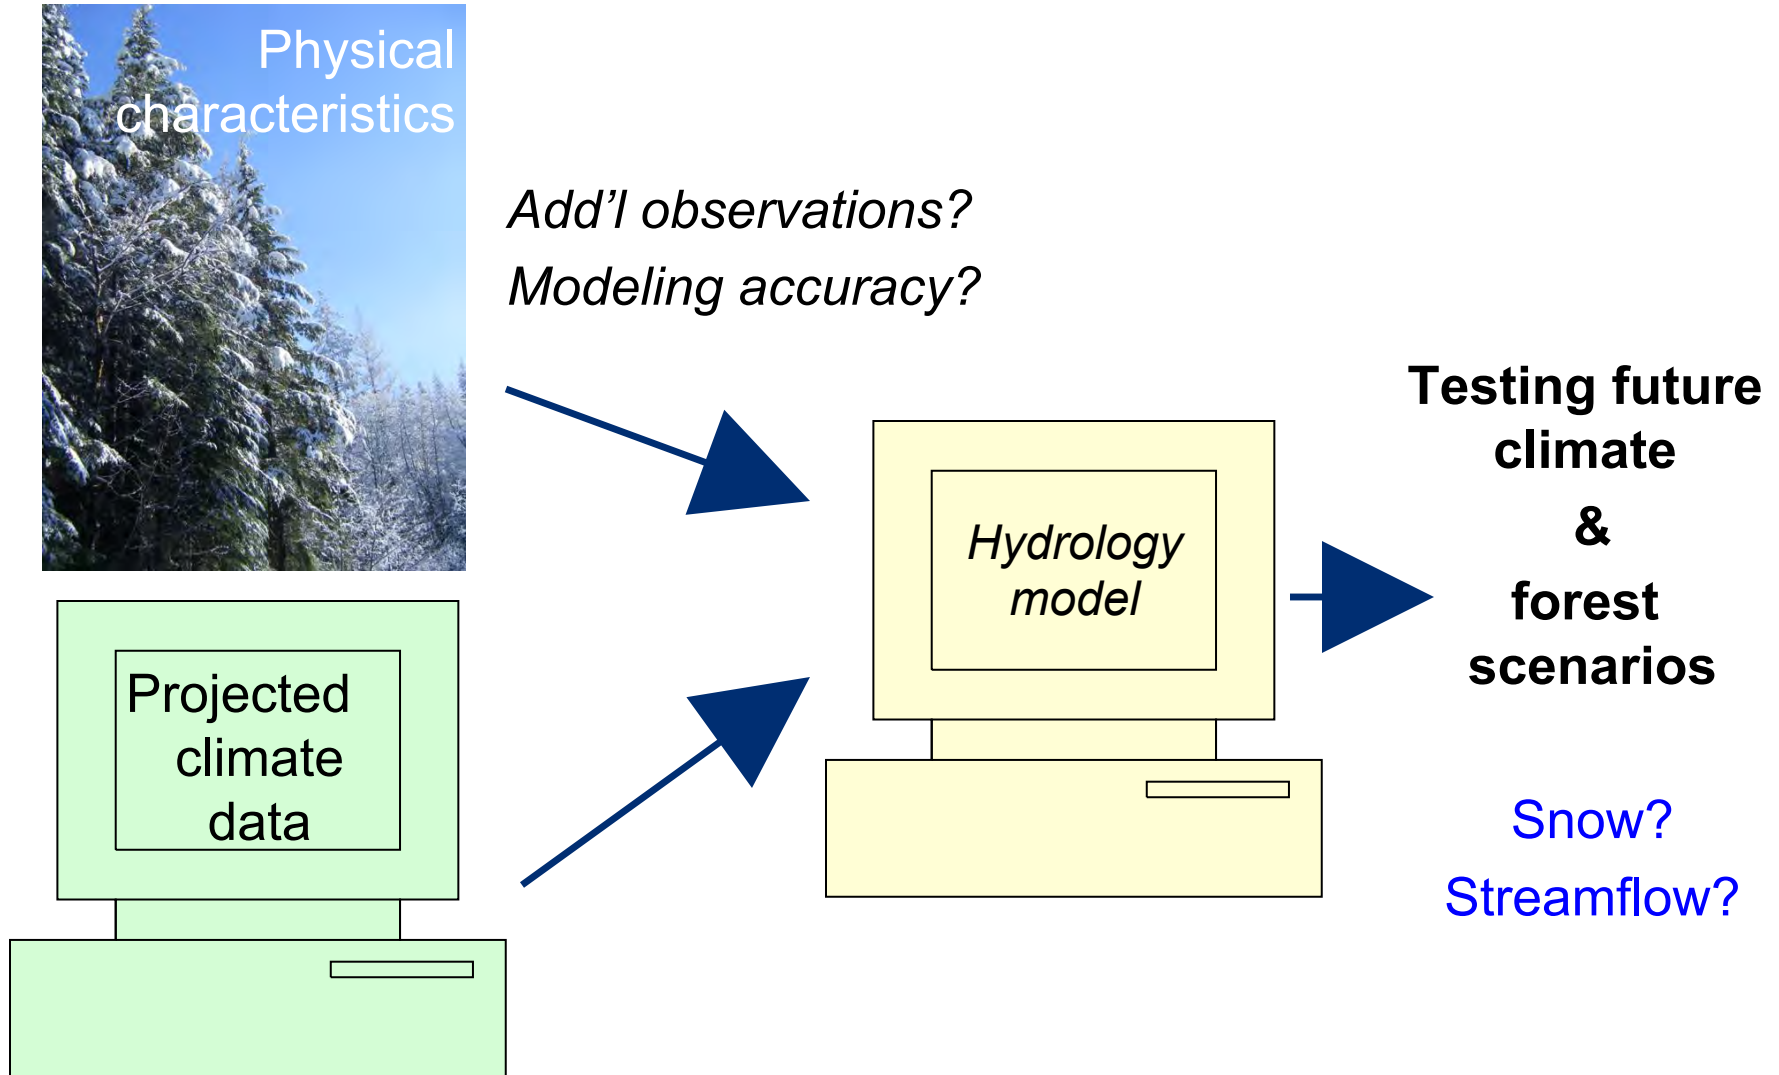 Physical
characteristics
Add'l observations?
Modeling accuracy?
Projected
climate
data
Hydrology
model
Testing future
climate
&
forest
scenarios
Snow?
Streamflow?